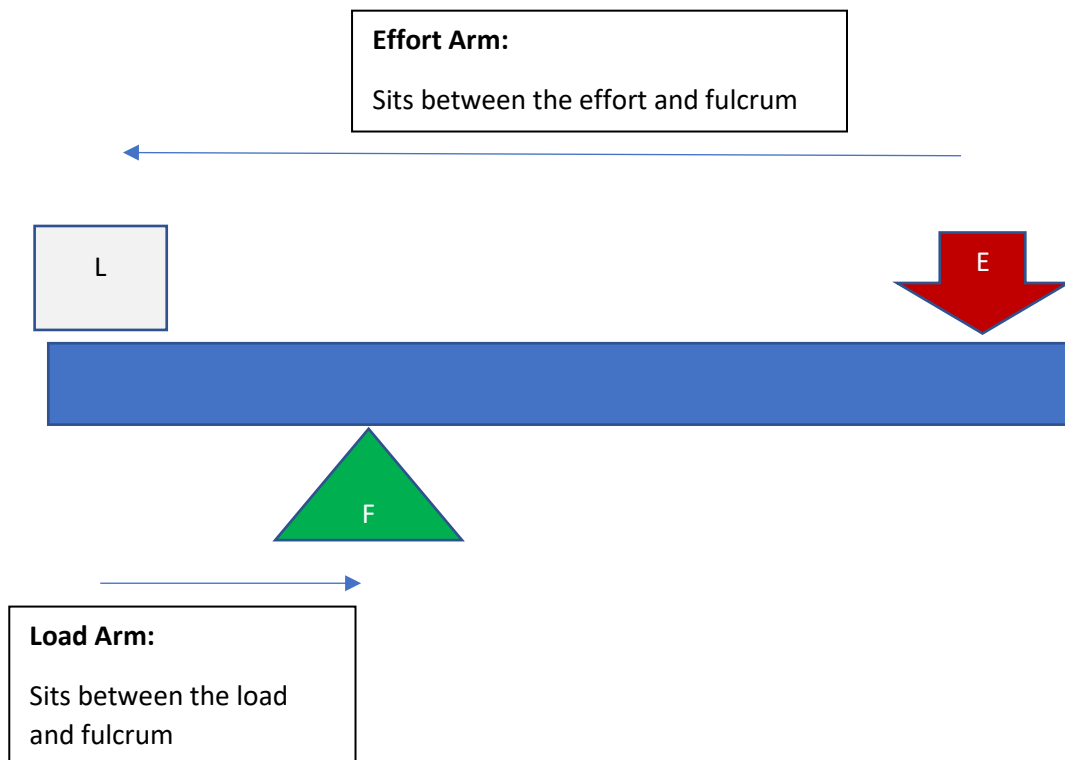 Effort Arm:
Sits between the effort and fulcrum
L
E
F
Load Arm:
Sits between the load
and fulcrum